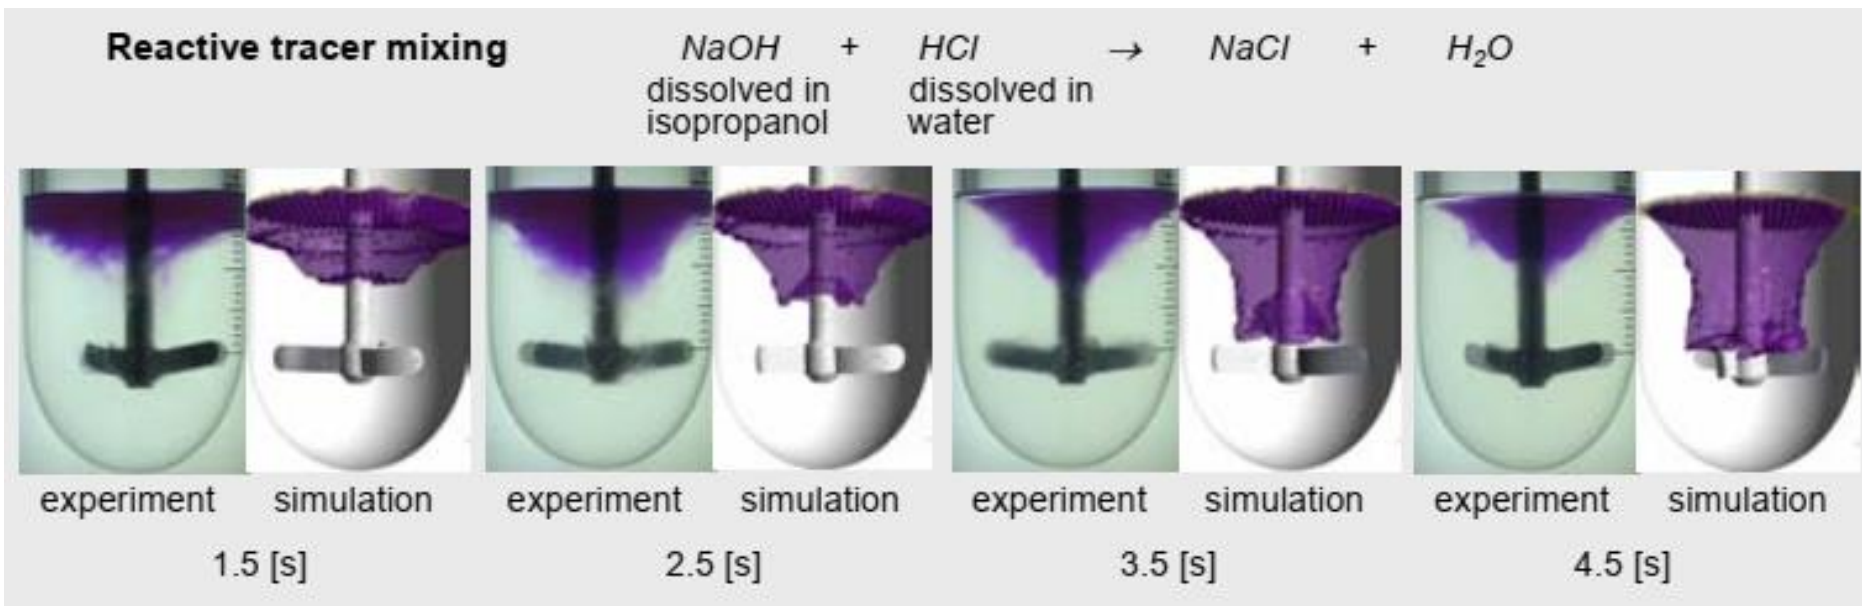 Reactive tracer mixing NaOH + HCl → NaCl + H₂O
dissolved in dissolved in
isopropanol water
experiment simulation experiment simulation experiment simulation experiment simulation
1.5 [s] 2.5 [s] 3.5 [s] 4.5 [s]